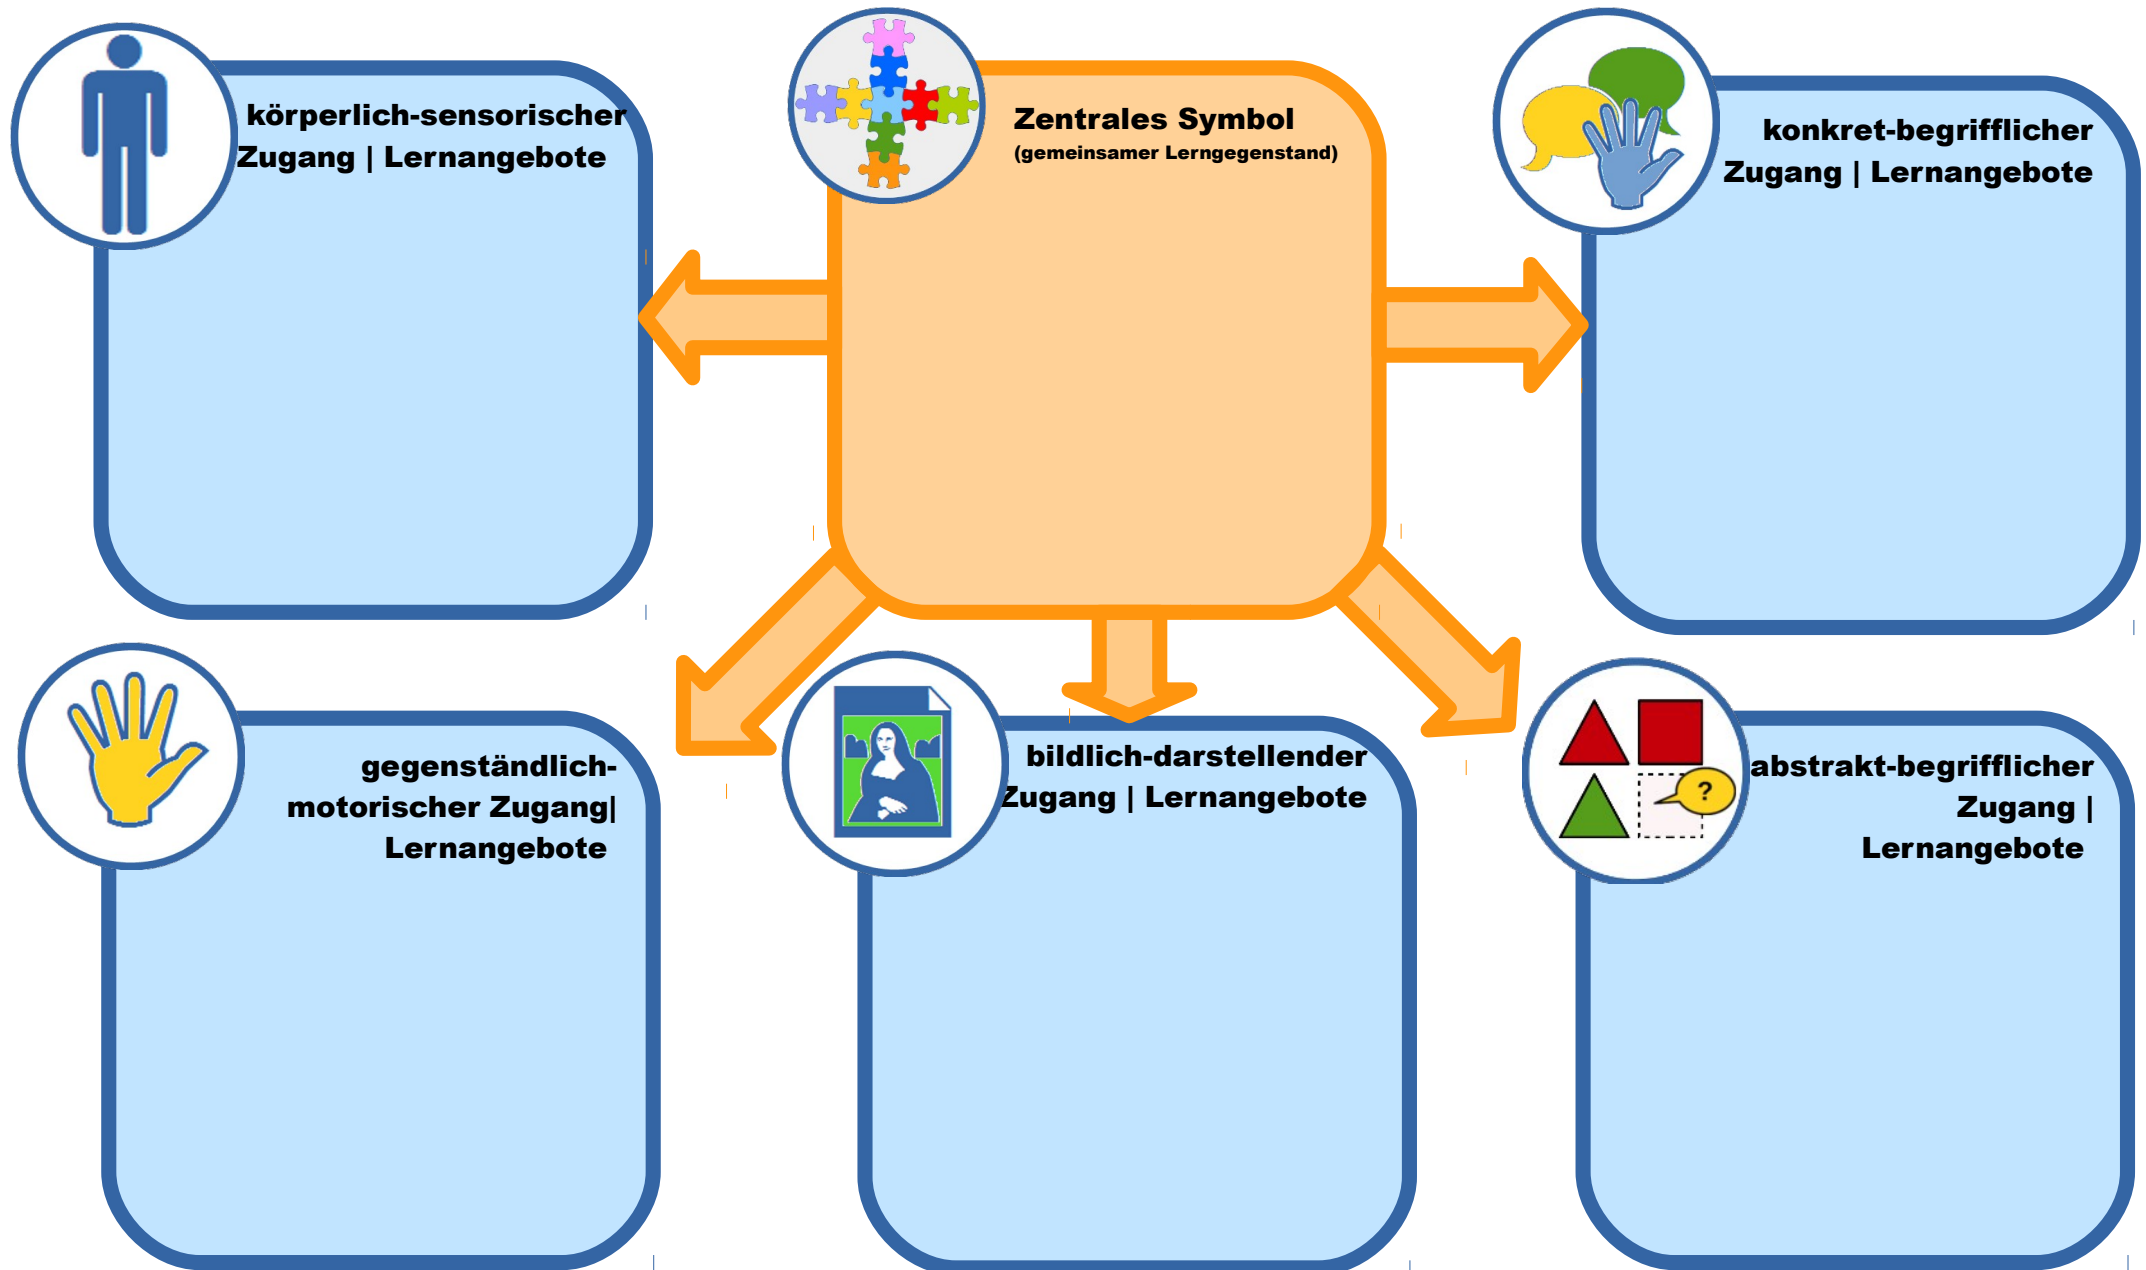 körperlich-sensorischer
Zugang | Lernangebote
Zentrales Symbol
(gemeinsamer Lerngegenstand)
konkret-begrifflicher
Zugang | Lernangebote
gegenständlich-
motorischer Zugang|
Lernangebote
bildlich-darstellender
Zugang | Lernangebote
abstrakt-begrifflicher
Zugang |
Lernangebote
?